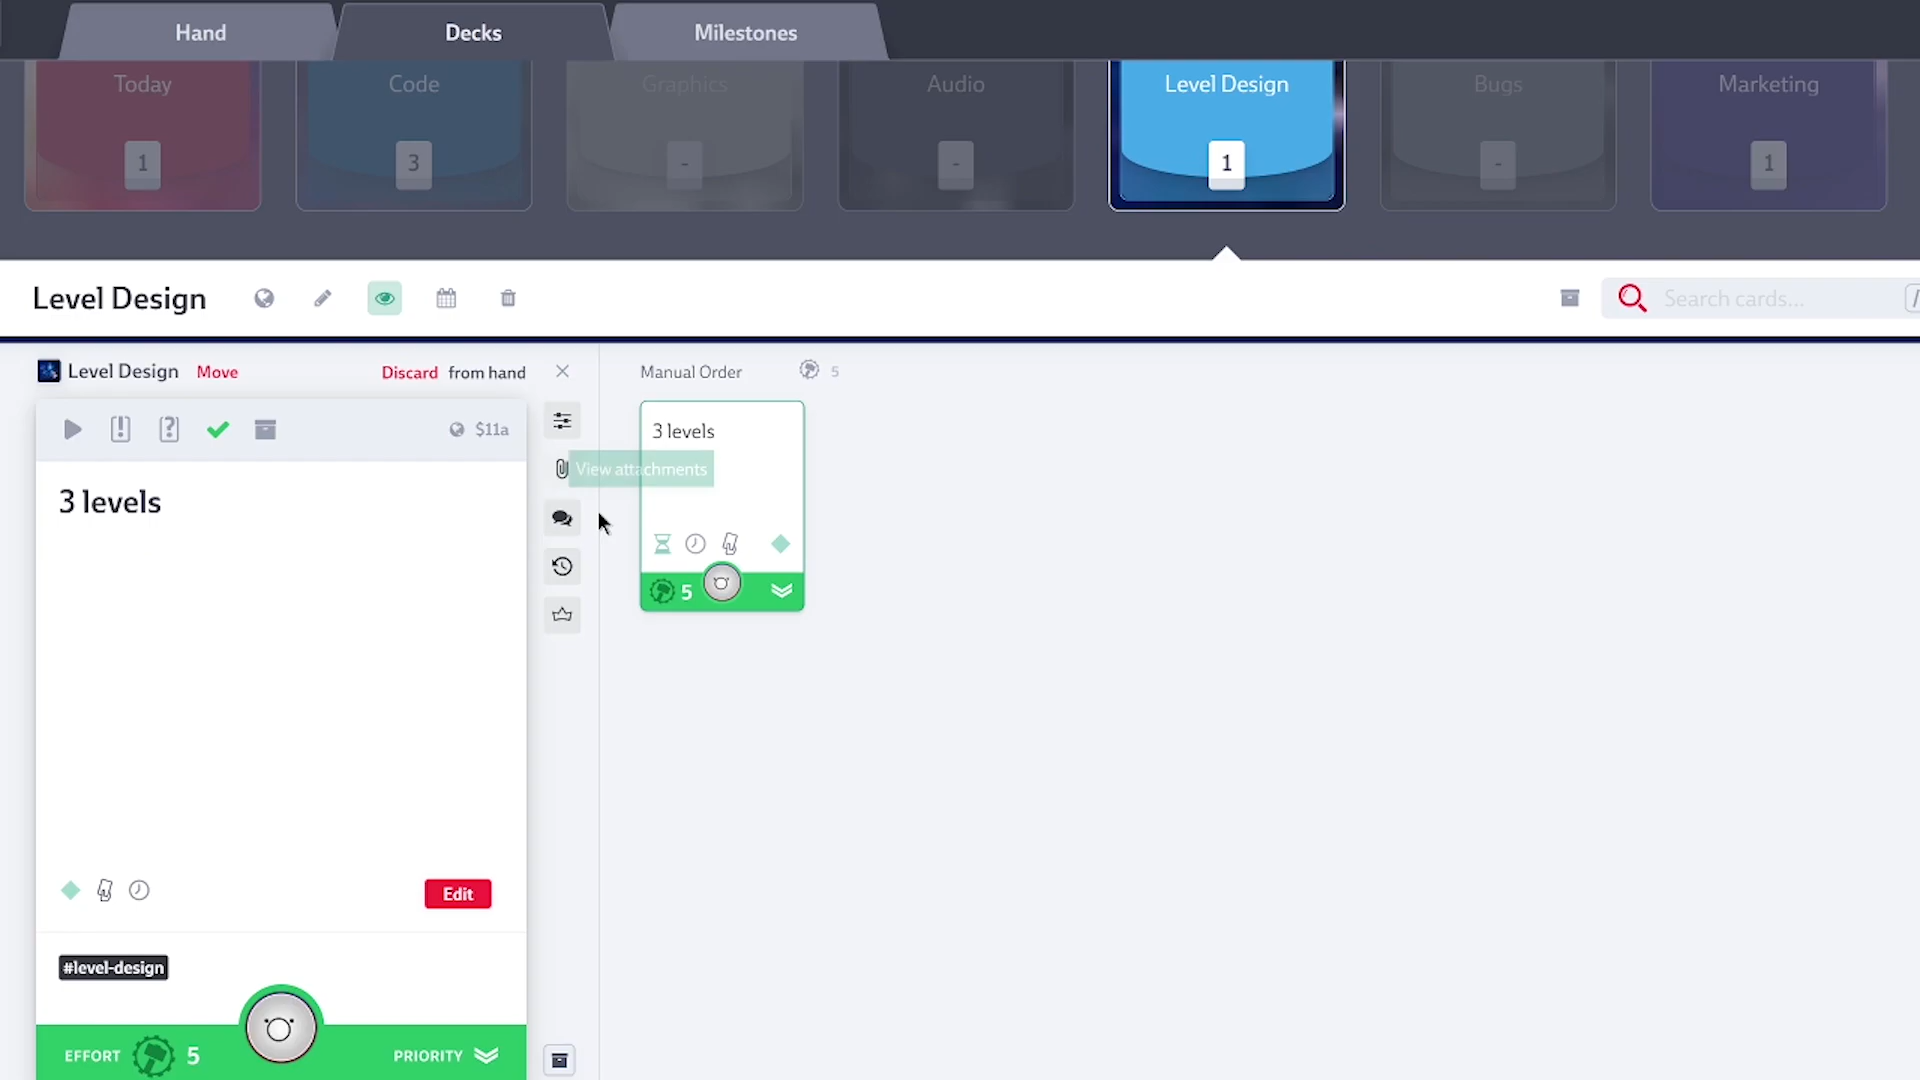 Hand
Decks
Milestones
Today
Code
Graphics
Audio
Level Design
Bugs
Marketing
1
3
-
-
1
-
1
Level Design
Search cards...
/
Level Design
Move
Discard from hand
Manual Order
5
$11a
3 levels
View attachments
3 levels
5
Edit
#level-design
EFFORT
5
PRIORITY